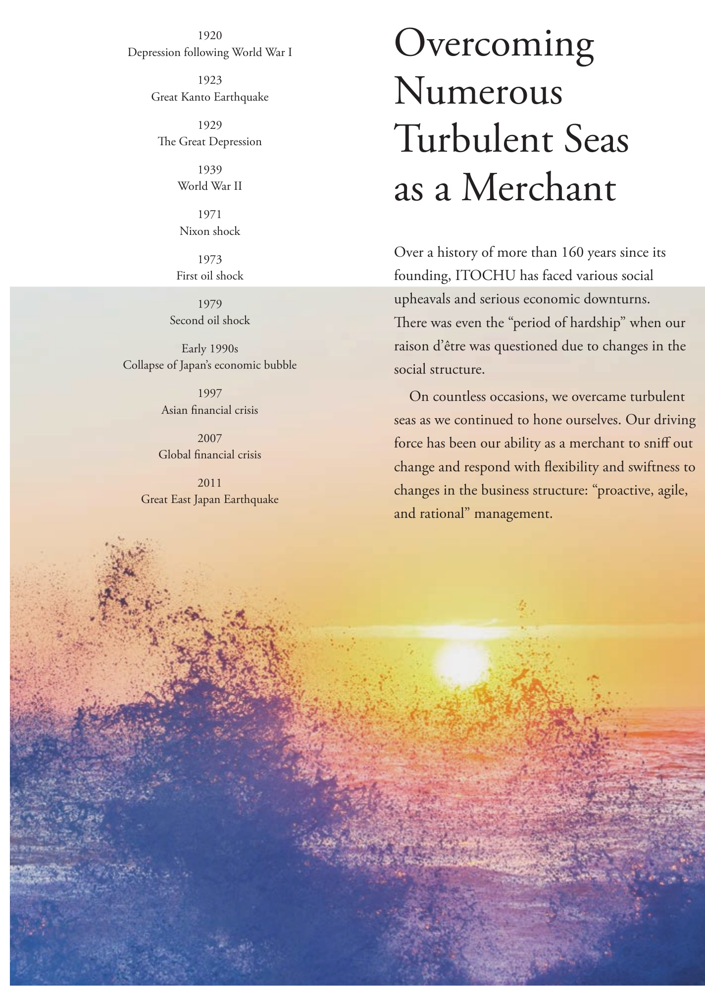 1920
Depression following World War I
1923
Great Kanto Earthquake
1929
The Great Depression
1939
World War II
1971
Nixon shock
1973
First oil shock
1979
Second oil shock
Early 1990s
Collapse of Japan’s economic bubble
1997
Asian financial crisis
2007
Global financial crisis
2011
Great East Japan Earthquake
Overcoming
Numerous
Turbulent Seas
as a Merchant
Over a history of more than 160 years since its
founding, ITOCHU has faced various social
upheavals and serious economic downturns.
There was even the “period of hardship” when our
raison d’être was questioned due to changes in the
social structure.
On countless occasions, we overcame turbulent
seas as we continued to hone ourselves. Our driving
force has been our ability as a merchant to sniff out
change and respond with flexibility and swiftness to
changes in the business structure: “proactive, agile,
and rational” management.